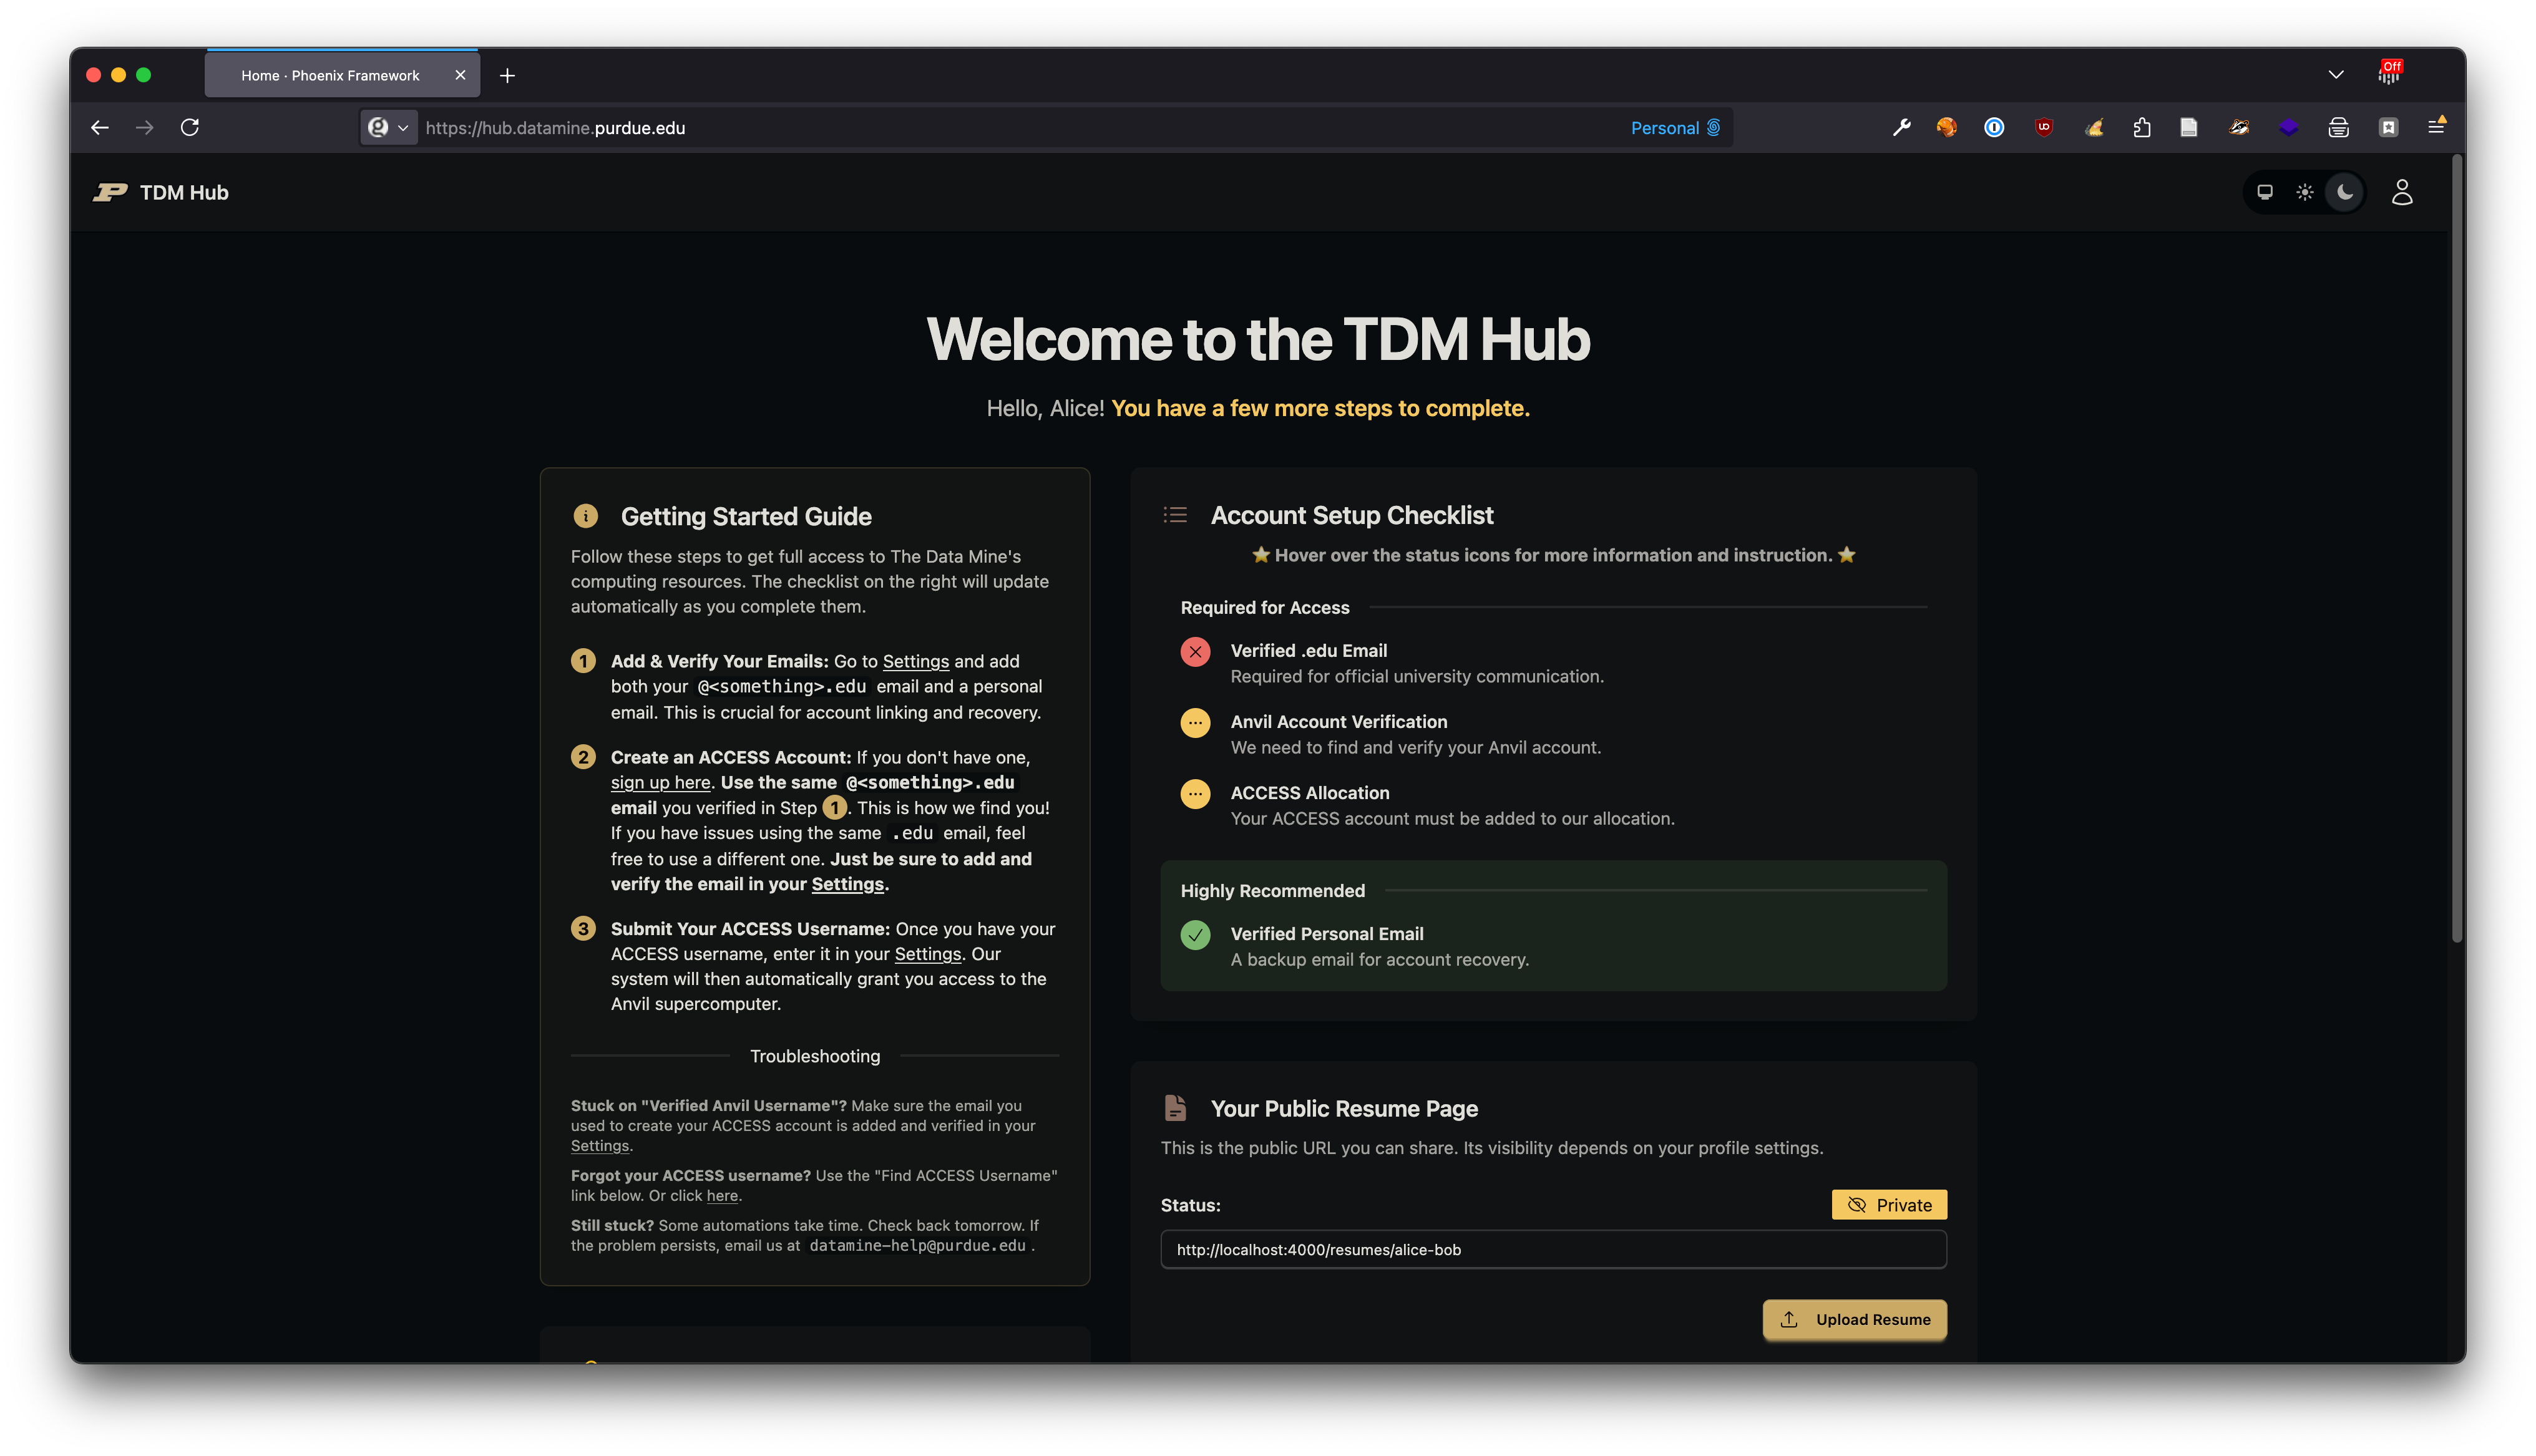 Home · Phoenix Framework
Off
https://hub.datamine.purdue.edu
Personal
TDM Hub
Welcome to the TDM Hub
Hello, Alice! You have a few more steps to complete.
Getting Started Guide
Follow these steps to get full access to The Data Mine's
computing resources. The checklist on the right will update
automatically as you complete them.
1 Add & Verify Your Emails: Go to Settings and add
both your @<something>.edu email and a personal
email. This is crucial for account linking and recovery.
2 Create an ACCESS Account: If you don't have one,
sign up here. Use the same @<something>.edu
email you verified in Step 1. This is how we find you!
If you have issues using the same .edu email, feel
free to use a different one. Just be sure to add and
verify the email in your Settings.
3 Submit Your ACCESS Username: Once you have your
ACCESS username, enter it in your Settings. Our
system will then automatically grant you access to the
Anvil supercomputer.
Troubleshooting
Stuck on "Verified Anvil Username"? Make sure the email you
used to create your ACCESS account is added and verified in your
Settings.
Forgot your ACCESS username? Use the "Find ACCESS Username"
link below. Or click here.
Still stuck? Some automations take time. Check back tomorrow. If
the problem persists, email us at datamine-help@purdue.edu.
Account Setup Checklist
⭐ Hover over the status icons for more information and instruction. ⭐
Required for Access
Verified .edu Email
Required for official university communication.
Anvil Account Verification
We need to find and verify your Anvil account.
ACCESS Allocation
Your ACCESS account must be added to our allocation.
Highly Recommended
Verified Personal Email
A backup email for account recovery.
Your Public Resume Page
This is the public URL you can share. Its visibility depends on your profile settings.
Status:
Private
http://localhost:4000/resumes/alice-bob
Upload Resume